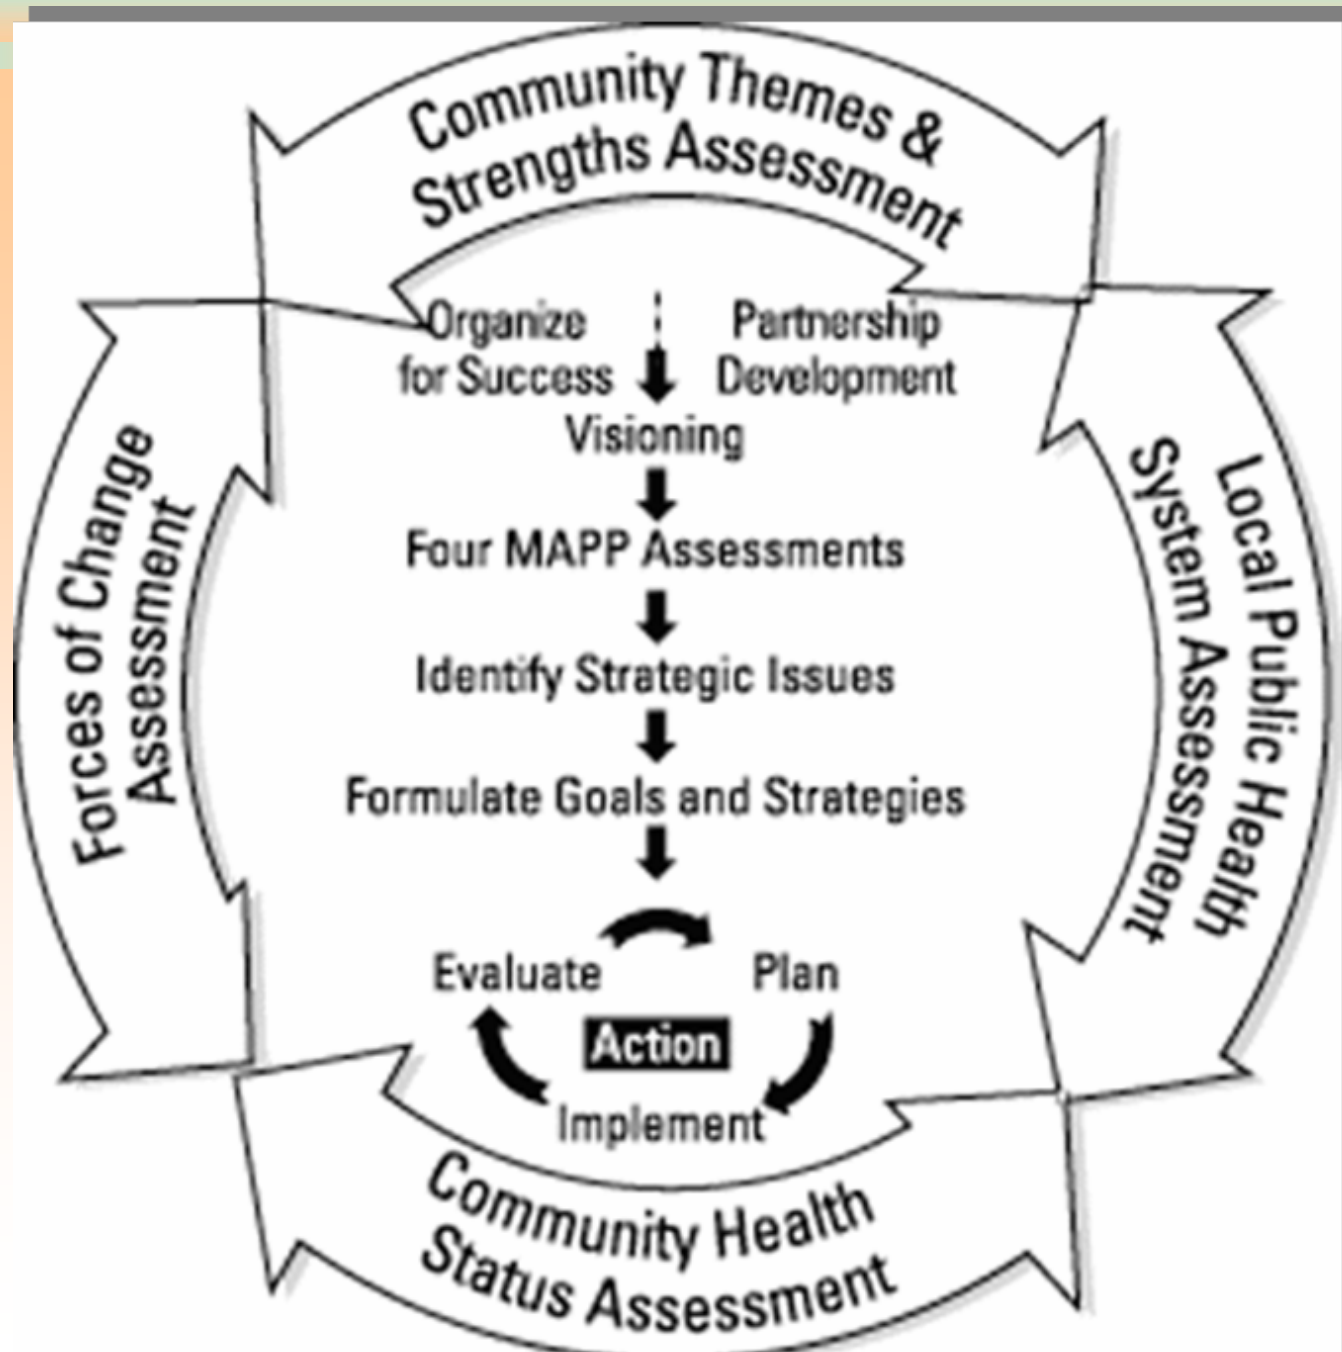 Community Themes &
Strengths Assessment
Organize
for Success
Partnership
Development
Visioning
Four MAPP Assessments
Identify Strategic Issues
Formulate Goals and Strategies
Evaluate
Plan
Action
Implement
Forces of Change
Assessment
Local Public Health
System Assessment
Community Health
Status Assessment